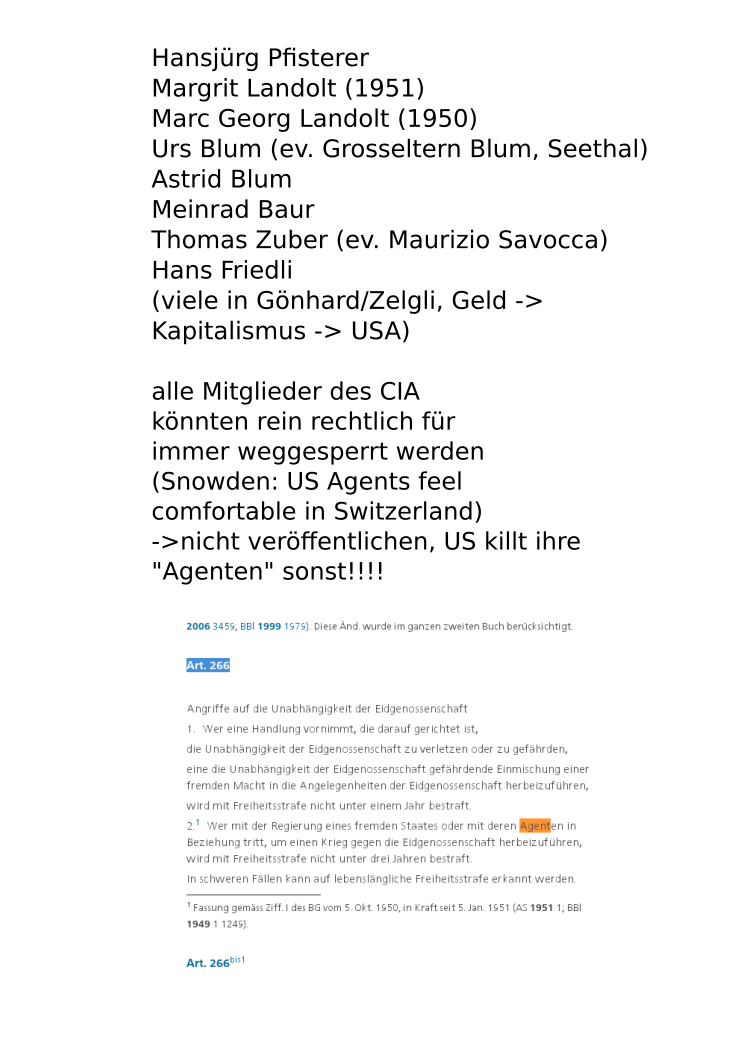 Hansjürg Pfisterer
Margrit Landolt (1951)
Marc Georg Landolt (1950)
Urs Blum (ev. Grosseltern Blum, Seethal)
Astrid Blum
Meinrad Baur
Thomas Zuber (ev. Maurizio Savocca)
Hans Friedli
(viele in Gönhard/Zelgli, Geld ->
Kapitalismus -> USA)
alle Mitglieder des CIA
könnten rein rechtlich für
immer weggesperrt werden
(Snowden: US Agents feel
comfortable in Switzerland)
->nicht veröffentlichen, US killt ihre
"Agenten" sonst!!!!
2006 3459; BBl 1999 1979). Diese Änd. wurde im ganzen zweiten Buch berücksichtigt.
Art. 266
Angriffe auf die Unabhängigkeit der Eidgenossenschaft
1. Wer eine Handlung vornimmt, die darauf gerichtet ist,
die Unabhängigkeit der Eidgenossenschaft zu verletzen oder zu gefährden,
eine die Unabhängigkeit der Eidgenossenschaft gefährdende Einmischung einer
fremden Macht in die Angelegenheiten der Eidgenossenschaft herbeizuführen,
wird mit Freiheitsstrafe nicht unter einem Jahr bestraft.
2.1 Wer mit der Regierung eines fremden Staates oder mit deren Agenten in
Beziehung tritt, um einen Krieg gegen die Eidgenossenschaft herbeizuführen,
wird mit Freiheitsstrafe nicht unter drei Jahren bestraft.
In schweren Fällen kann auf lebenslängliche Freiheitsstrafe erkannt werden.
1 Fassung gemäss Ziff. I des BG vom 5. Okt. 1950, in Kraft seit 5. Jan. 1951 (AS 1951 1; BBl
1949 1 1249).
Art. 266bis1